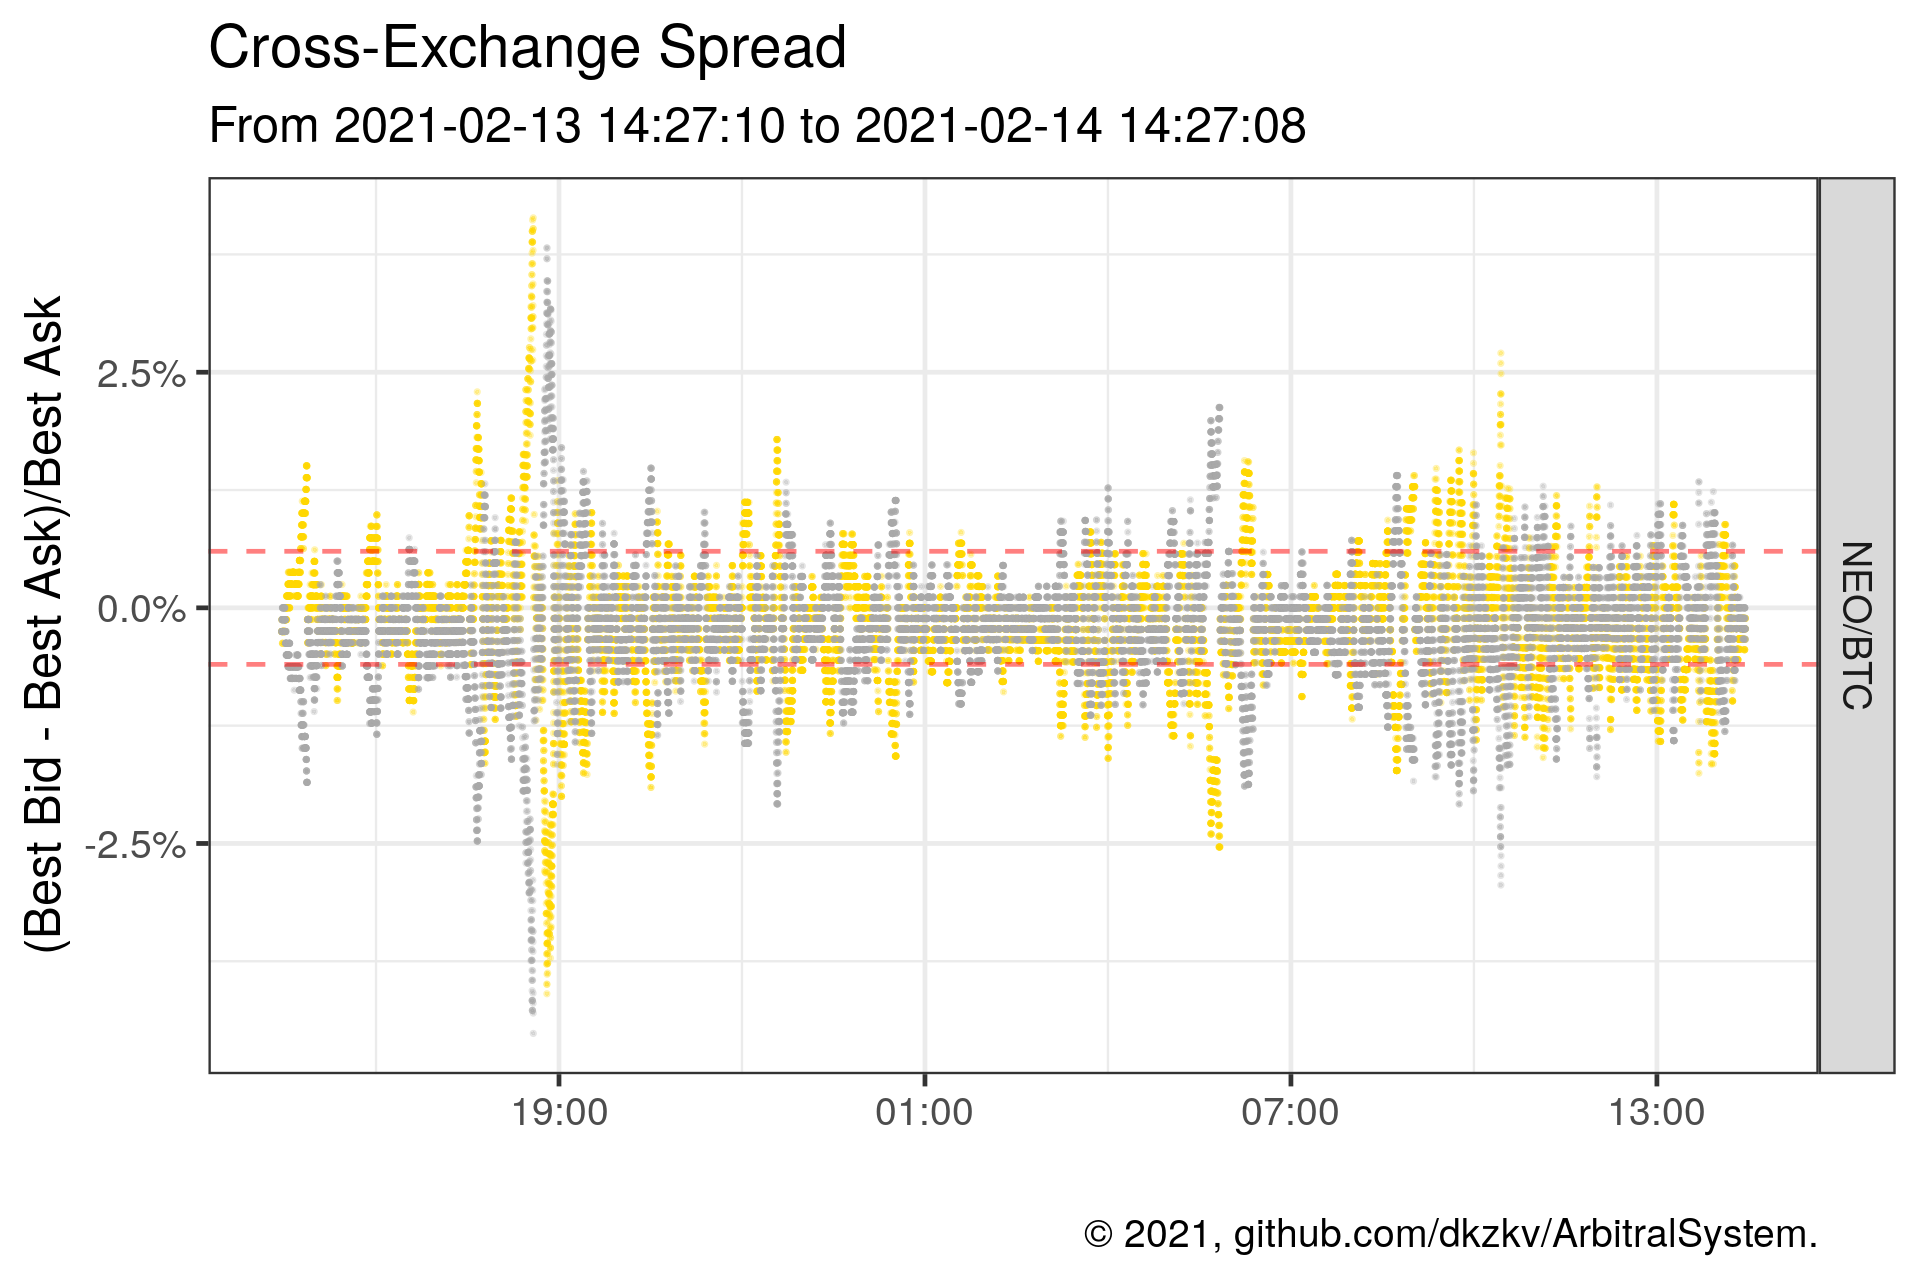 Cross-Exchange Spread
From 2021-02-13 14:27:10 to 2021-02-14 14:27:08
(Best Bid - Best Ask)/Best Ask
2.5%
0.0%
-2.5%
NEO/BTC
19:00
01:00
07:00
13:00
© 2021, github.com/dkzkv/ArbitralSystem.